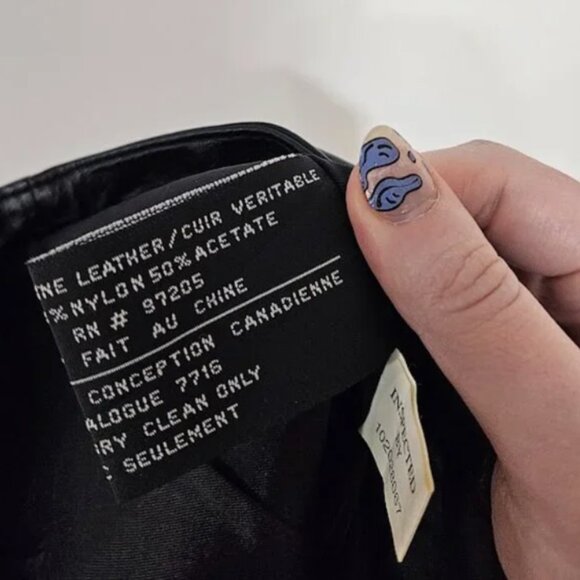 NE LEATHER/CUIR VERITABLE
% NYLON 50% ACETATE
RN # 97205
FAIT AU CHINE
CONCEPTION CANADIENNE
ALOGUE 7716
RY CLEAN ONLY
SEULEMENT
INSPECTED
BY